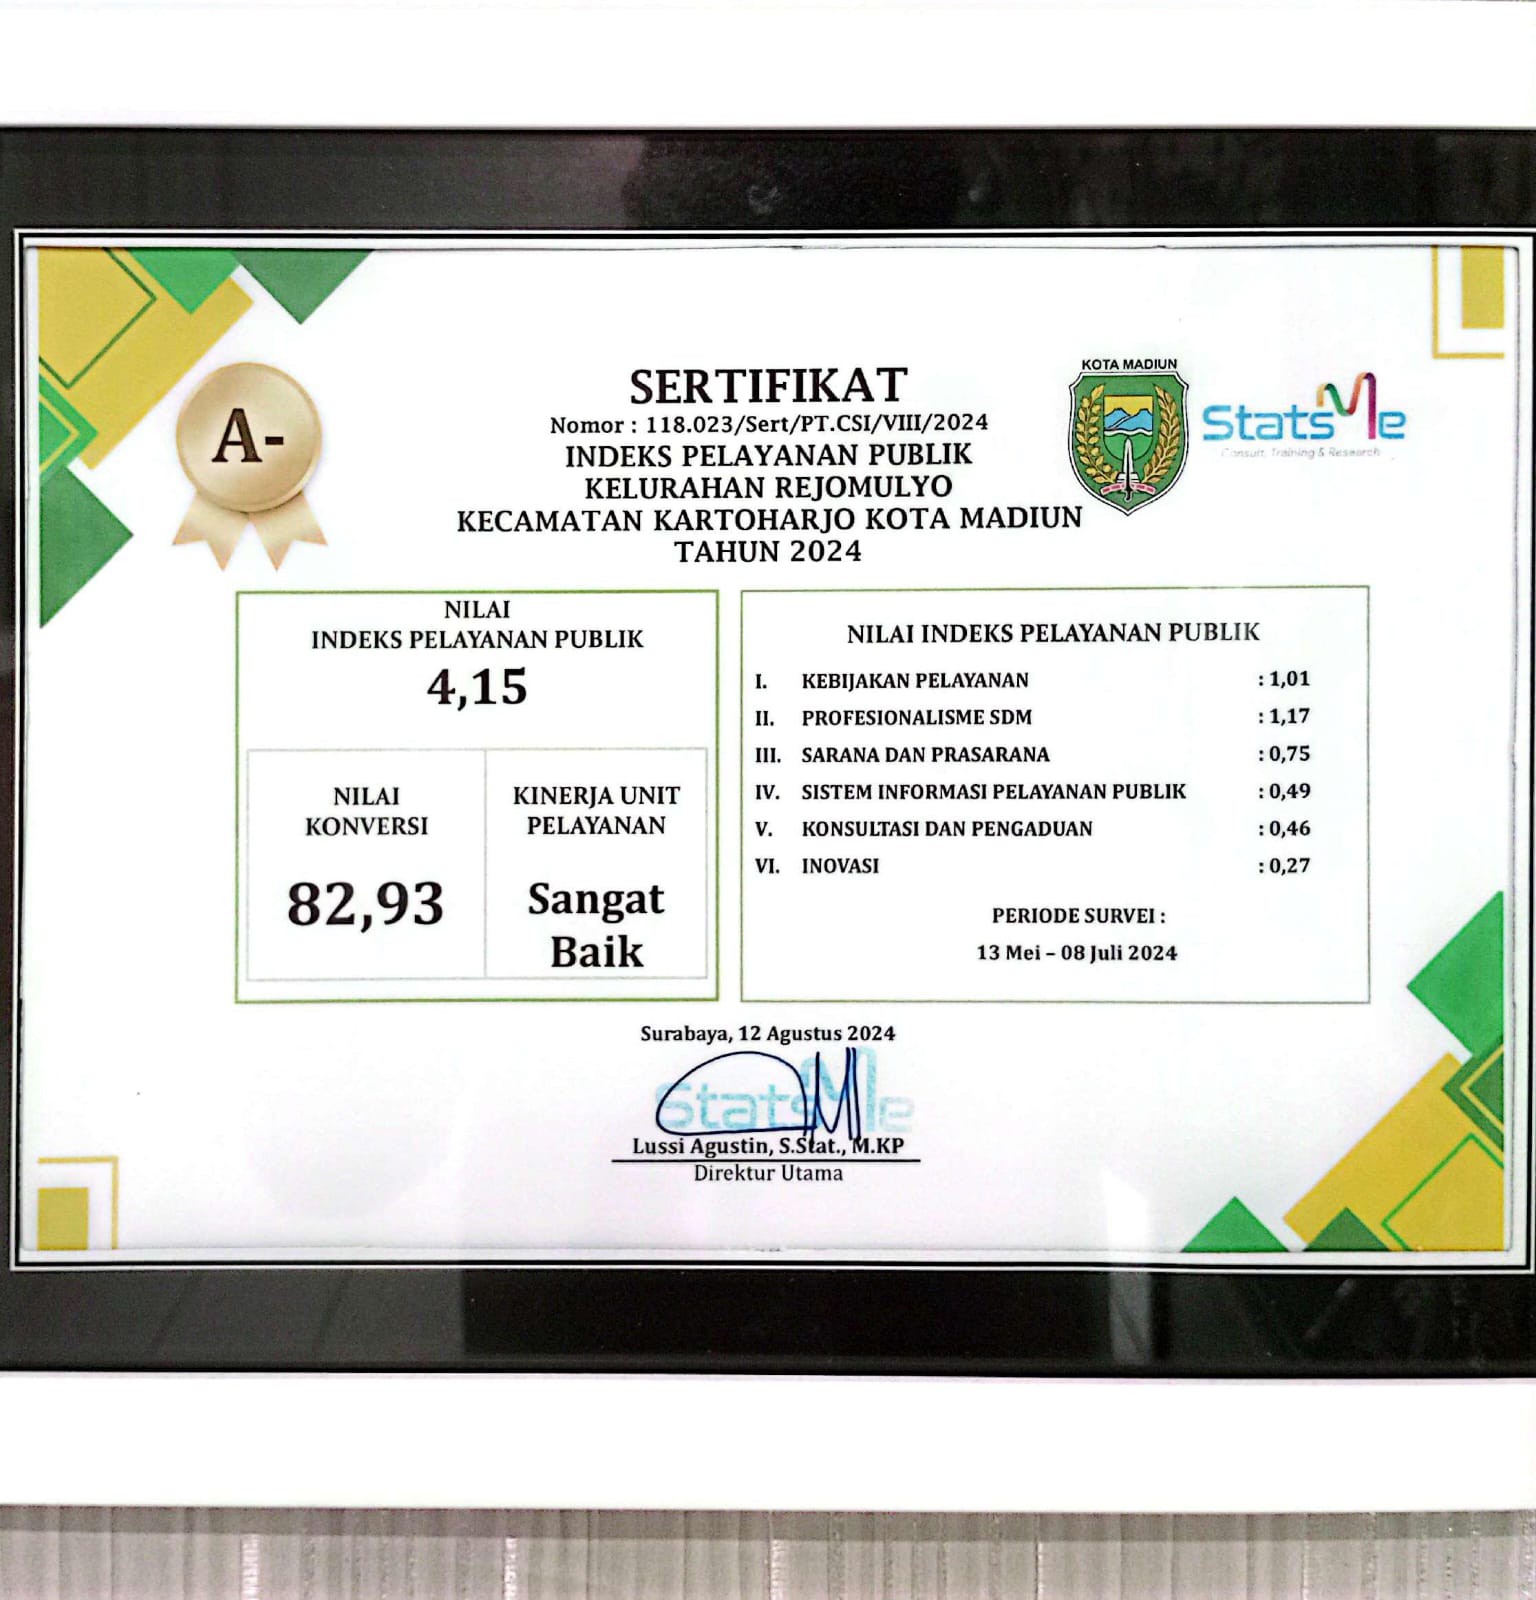 A-
SERTIFIKAT
Nomor : 118.023/Sert/PT.CSI/VIII/2024
INDEKS PELAYANAN PUBLIK
KELURAHAN REJOMULYO
KECAMATAN KARTOHARJO KOTA MADIUN
TAHUN 2024
KOTA MADIUN
StatsMe
Consult, Training & Research
NILAI
INDEKS PELAYANAN PUBLIK
4,15
NILAI
KONVERSI
82,93
KINERJA UNIT
PELAYANAN
Sangat
Baik
NILAI INDEKS PELAYANAN PUBLIK
I. KEBIJAKAN PELAYANAN : 1,01
II. PROFESIONALISME SDM : 1,17
III. SARANA DAN PRASARANA : 0,75
IV. SISTEM INFORMASI PELAYANAN PUBLIK : 0,49
V. KONSULTASI DAN PENGADUAN : 0,46
VI. INOVASI : 0,27
PERIODE SURVEI :
13 Mei – 08 Juli 2024
Surabaya, 12 Agustus 2024
StatsMe
Lussi Agustin, S.Stat., M.KP
Direktur Utama